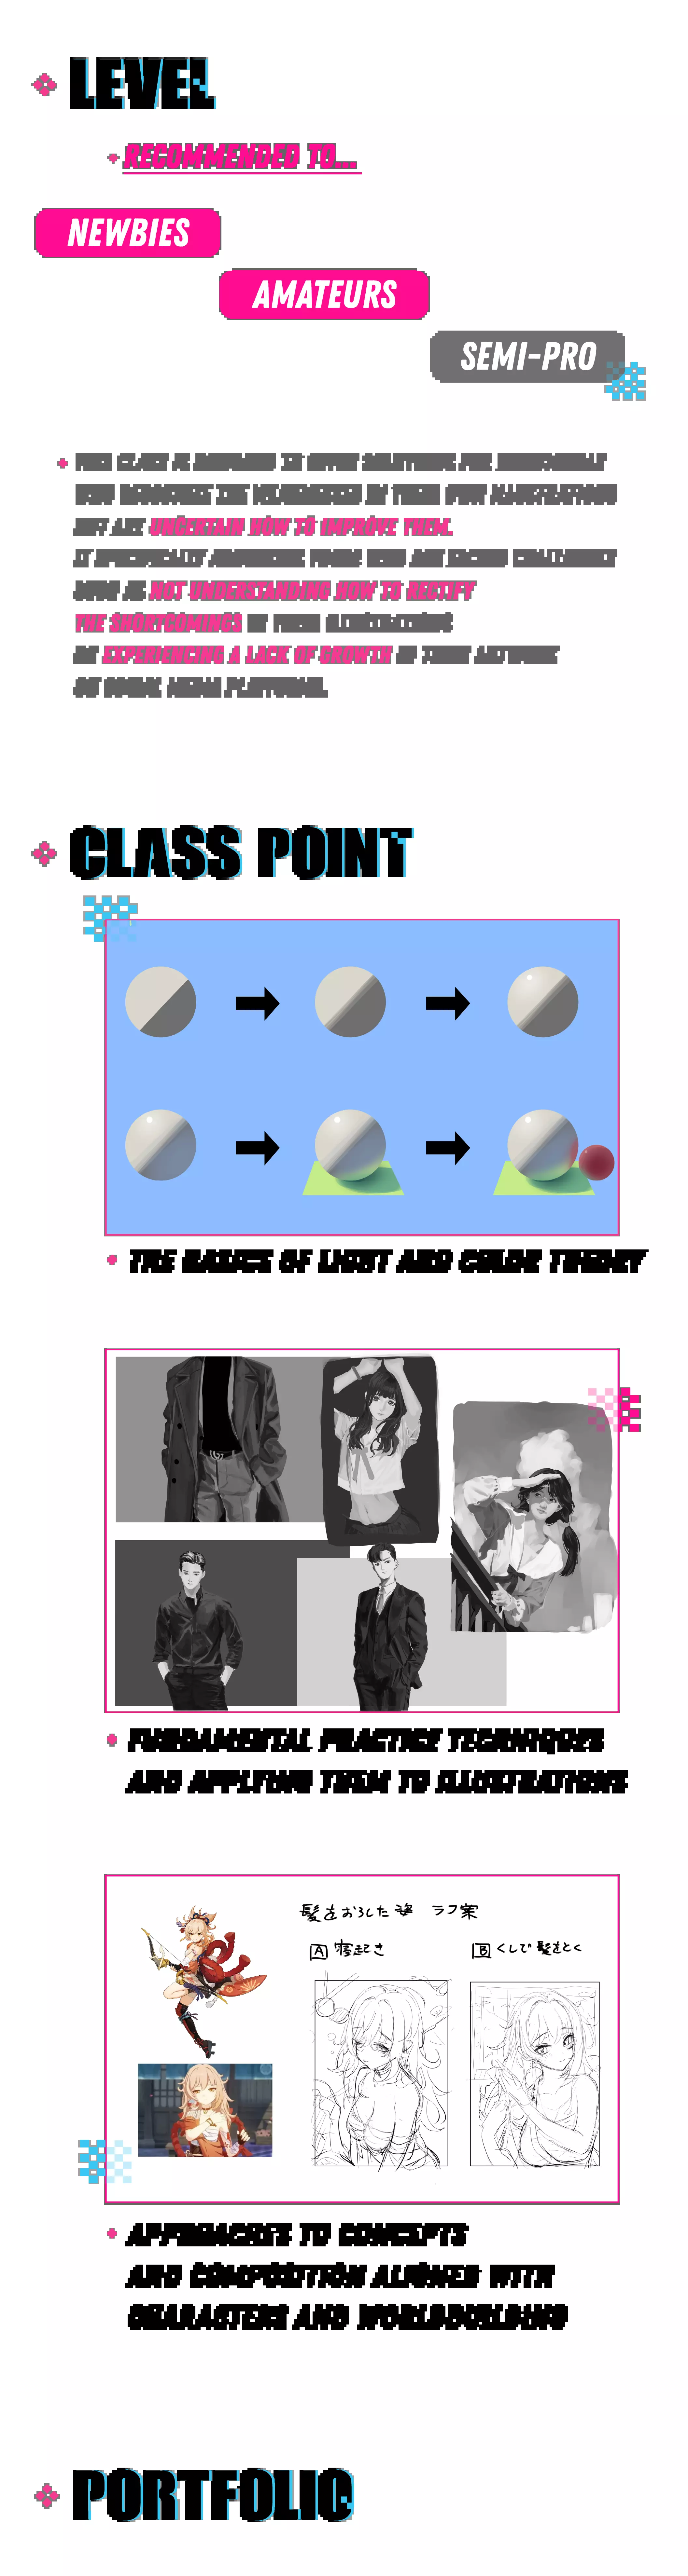 LEVEL
RECOMMENDED TO...
NEWBIES
AMATEURS
SEMI-PRO
THIS CLASS IS DESIGNED TO OFFER SOLUTIONS FOR INDIVIDUALS
WHO RECOGNIZE THE WEAKNESSES IN THEIR OWN ILLUSTRATIONS
BUT ARE UNCERTAIN HOW TO IMPROVE THEM.
IT SPECIFICALLY ADDRESSES THOSE WHO ARE FACING CHALLENGES
SUCH AS NOT UNDERSTANDING HOW TO RECTIFY
THE SHORTCOMINGS OF THEIR ILLUSTRATIONS
OR EXPERIENCING A LACK OF GROWTH IN THEIR ARTWORK
ON SOCIAL MEDIA PLATFORMS.
CLASS POINT
THE BASICS OF LIGHT AND COLOR THEORY
FUNDAMENTAL PRACTICE TECHNIQUES
AND APPLYING THEM TO ILLUSTRATIONS
髪をおろした姿 ラフ案
A 寝起き
B くしで髪をとく
APPROACHES TO CONCEPTS
AND COMPOSITION ALIGNED WITH
CHARACTERS AND WORLDBUILDING
PORTFOLIO